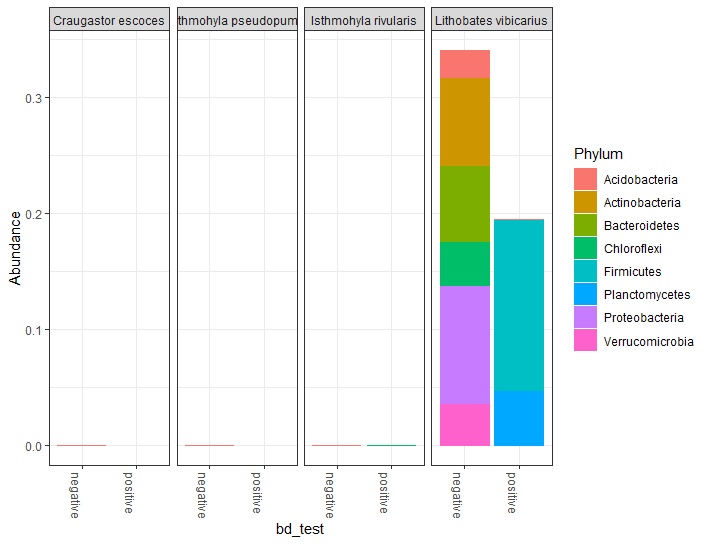 Craugastor escoces
thmohyla pseudopum
Isthmohyla rivularis
Lithobates vibicarius
0.3
0.2
0.1
0.0
Abundance
negative
positive
negative
positive
negative
positive
negative
positive
bd_test
Phylum
Acidobacteria
Actinobacteria
Bacteroidetes
Chloroflexi
Firmicutes
Planctomycetes
Proteobacteria
Verrucomicrobia